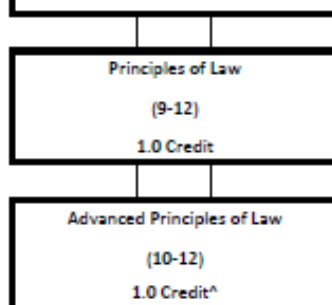 Principles of Law
(9-12)
1.0 Credit
Advanced Principles of Law
(10-12)
1.0 Credit^